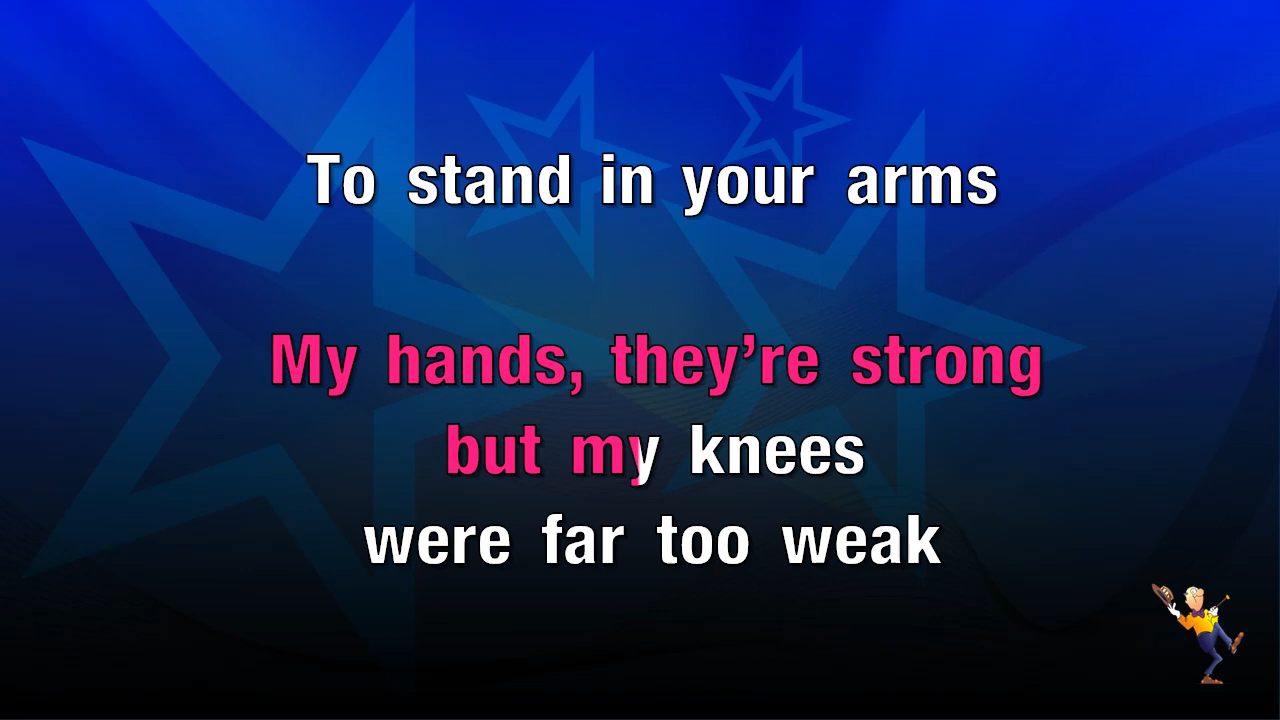 To stand in your arms
My hands, they’re strong
but my knees
were far too weak